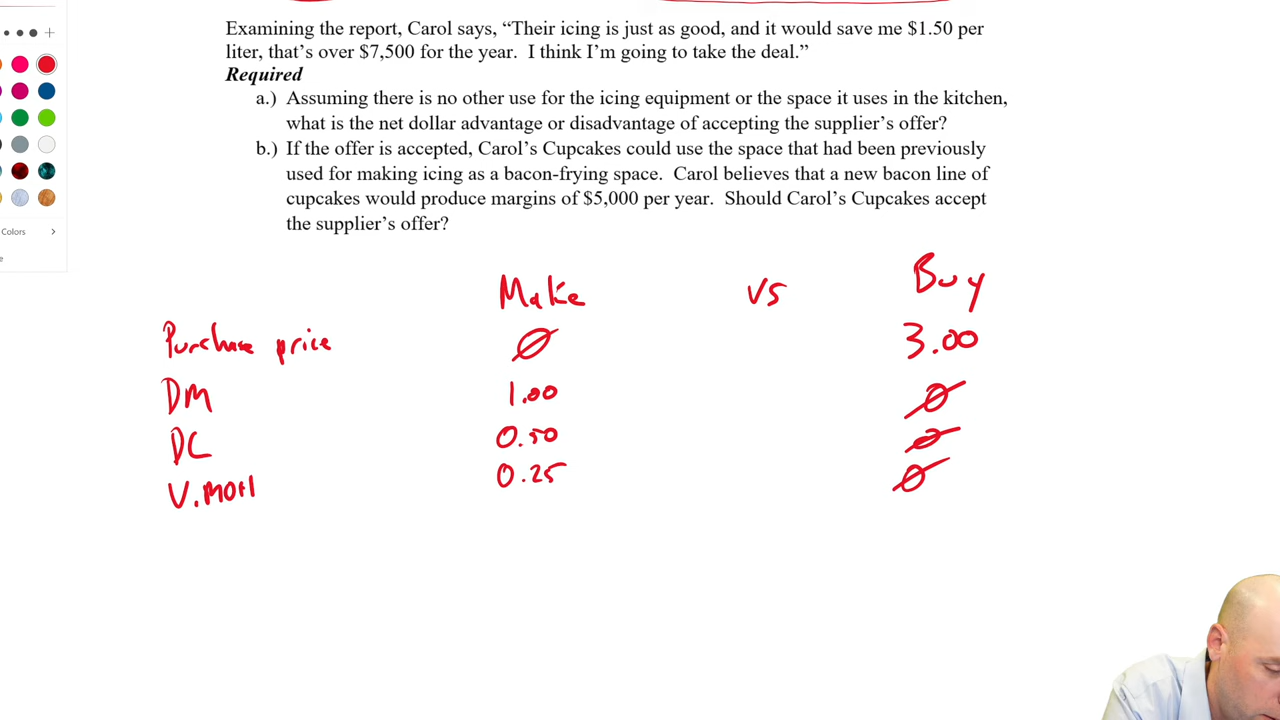 Examining the report, Carol says, “Their icing is just as good, and it would save me $1.50 per
liter, that’s over $7,500 for the year. I think I’m going to take the deal.”
Required
a.) Assuming there is no other use for the icing equipment or the space it uses in the kitchen,
what is the net dollar advantage or disadvantage of accepting the supplier’s offer?
b.) If the offer is accepted, Carol’s Cupcakes could use the space that had been previously
used for making icing as a bacon-frying space. Carol believes that a new bacon line of
cupcakes would produce margins of $5,000 per year. Should Carol’s Cupcakes accept
the supplier’s offer?
Colors
Make vs Buy
Purchase price Ø 3.00
DM 1.00 Ø
DL 0.50 Ø
V.MOH 0.25 Ø